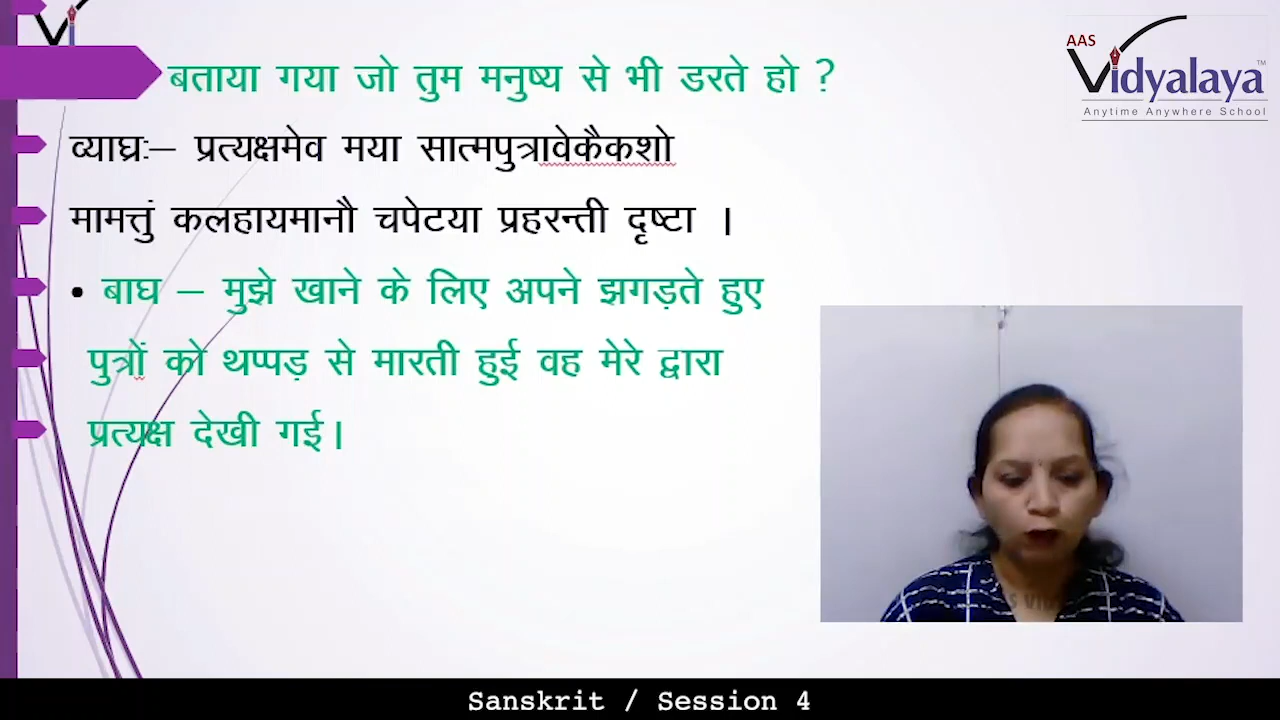 AAS
Vidyalaya
TM
Anytime Anywhere School
बताया गया जो तुम मनुष्य से भी डरते हो ?
व्याघ्रः– प्रत्यक्षमेव मया सात्मपुत्रावेकैकशो
मामत्तुं कलहायमानौ चपेटया प्रहरन्ती दृष्टा ।
• बाघ – मुझे खाने के लिए अपने झगड़ते हुए
पुत्रों को थप्पड़ से मारती हुई वह मेरे द्वारा
प्रत्यक्ष देखी गई।
Sanskrit / Session 4